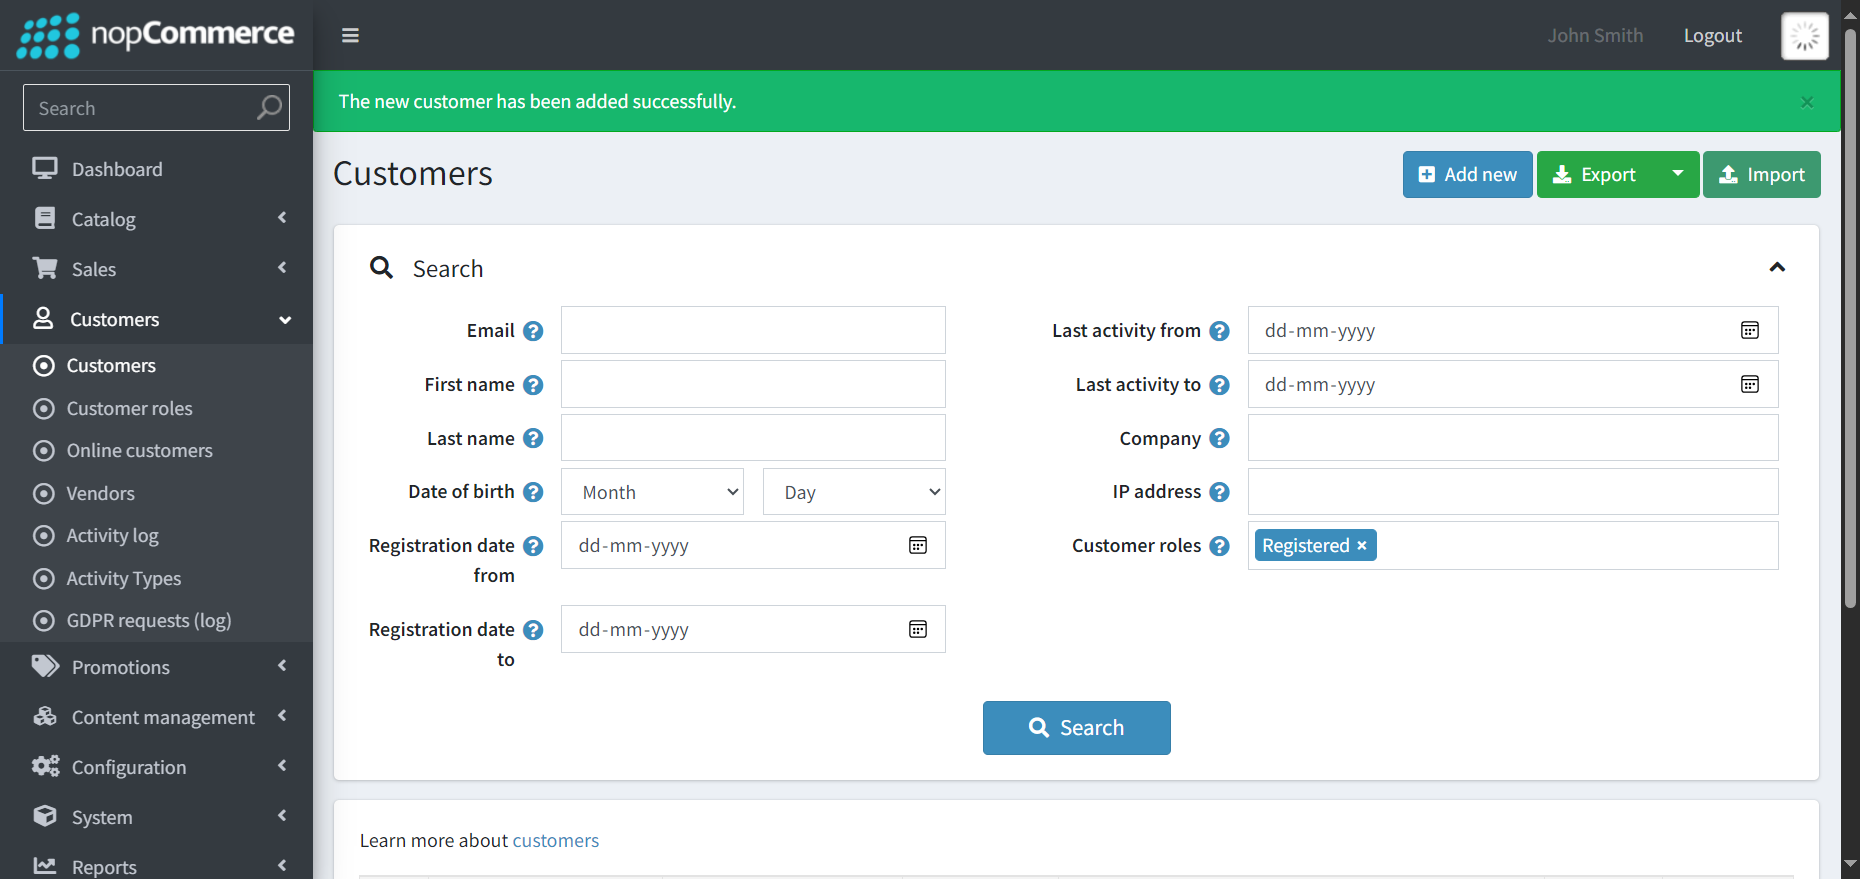 nopCommerce
John Smith
Logout
Search
The new customer has been added successfully.
×
Dashboard
Catalog
Sales
Customers
Customers
Customer roles
Online customers
Vendors
Activity log
Activity Types
GDPR requests (log)
Promotions
Content management
Configuration
System
Reports
Customers
Add new
Export
Import
Search
Email
First name
Last name
Date of birth
Month
Day
Registration date
from
dd-mm-yyyy
Registration date
to
dd-mm-yyyy
Last activity from
dd-mm-yyyy
Last activity to
dd-mm-yyyy
Company
IP address
Customer roles
Registered ×
Search
Learn more about customers